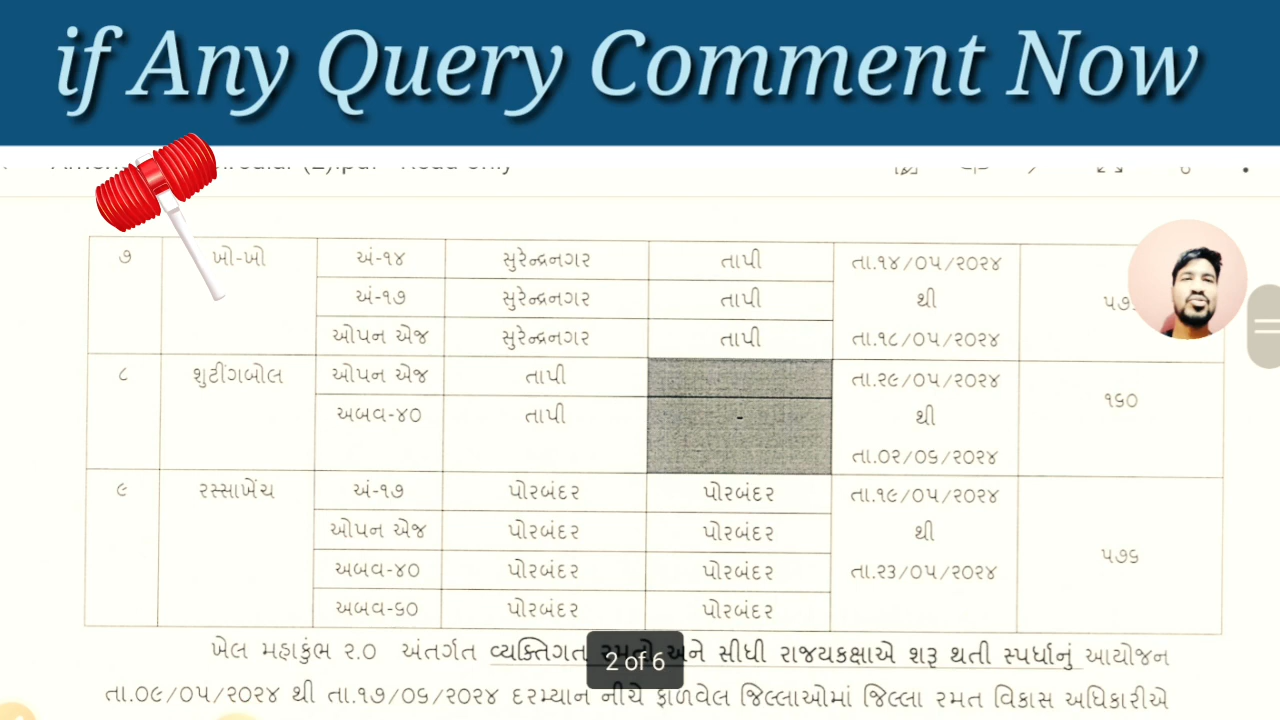 if Any Query Comment Now
૭ ખો-ખો અં-૧૪ સુરેન્દ્રનગર તાપી તા.૧૪/૦૫/૨૦૨૪
અં-૧૭ સુરેન્દ્રનગર તાપી થી
ઓપન એજ સુરેન્દ્રનગર તાપી તા.૧૮/૦૫/૨૦૨૪
૮ શુટીંગબોલ ઓપન એજ તાપી તા.૨૯/૦૫/૨૦૨૪
૧૬૦
અબવ-૪૦ તાપી - થી
તા.૦૨/૦૬/૨૦૨૪
૯ રસ્સાખેંચ અં-૧૭ પોરબંદર પોરબંદર તા.૧૯/૦૫/૨૦૨૪
ઓપન એજ પોરબંદર પોરબંદર થી
૫૭૬
અબવ-૪૦ પોરબંદર પોરબંદર તા.૨૩/૦૫/૨૦૨૪
અબવ-૬૦ પોરબંદર પોરબંદર
ખેલ મહાકુંભ ૨.૦ અંતર્ગત વ્યક્તિગત રમતો અને સીધી રાજયકક્ષાએ શરૂ થતી સ્પર્ધાનું આયોજન
2 of 6
તા.૦૯/૦૫/૨૦૨૪ થી તા.૧૭/૦૬/૨૦૨૪ દરમ્યાન નીચે ફાળવેલ જિલ્લાઓમાં જિલ્લા રમત વિકાસ અધિકારીએ